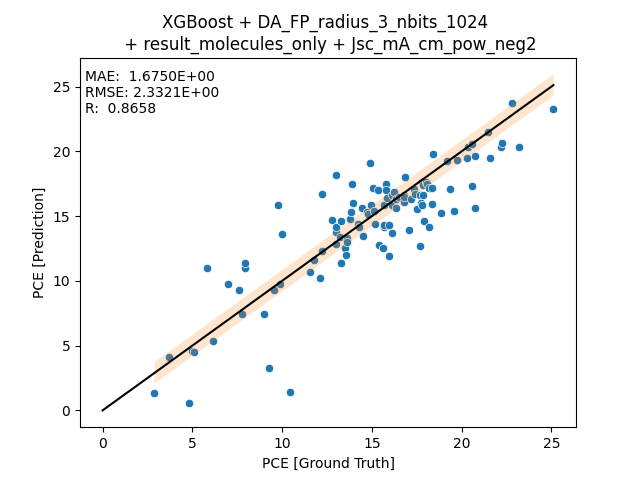 XGBoost + DA_FP_radius_3_nbits_1024
+ result_molecules_only + Jsc_mA_cm_pow_neg2
MAE: 1.6750E+00
RMSE: 2.3321E+00
R: 0.8658
25
20
15
10
5
0
PCE [Prediction]
0 5 10 15 20 25
PCE [Ground Truth]